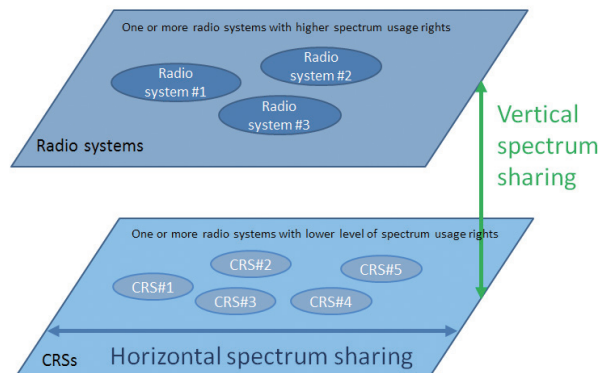 One or more radio systems with higher spectrum usage rights
Radio
system #1
Radio
system #2
Radio
system #3
Radio systems
Vertical
spectrum
sharing
One or more radio systems with lower level of spectrum usage rights
CRS#1
CRS#2
CRS#3
CRS#4
CRS#5
Horizontal spectrum sharing
CRSs